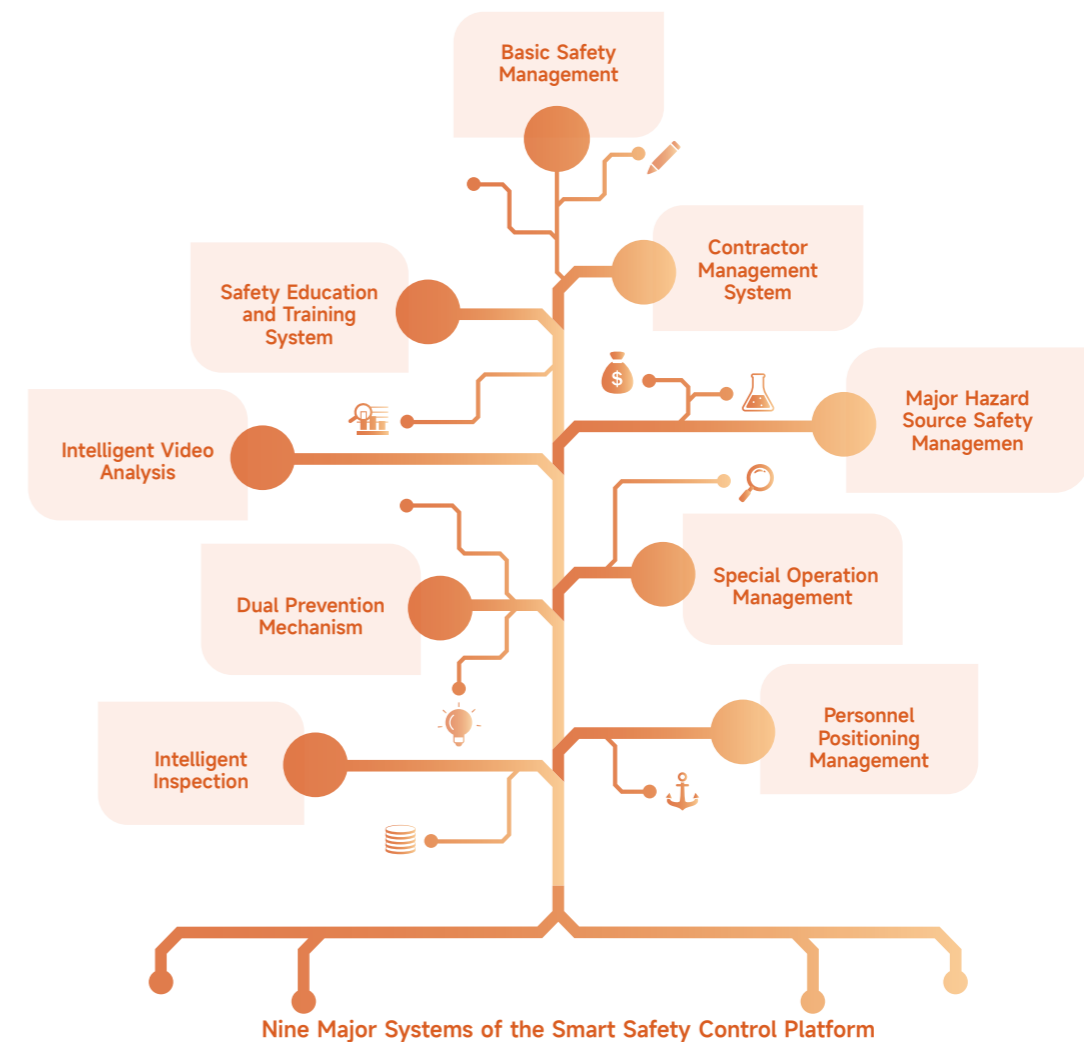 Basic Safety
Management
Contractor
Management
System
Safety Education
and Training
System
Major Hazard
Source Safety
Managemen
Intelligent Video
Analysis
Special Operation
Management
Dual Prevention
Mechanism
Personnel
Positioning
Management
Intelligent
Inspection
$
Nine Major Systems of the Smart Safety Control Platform